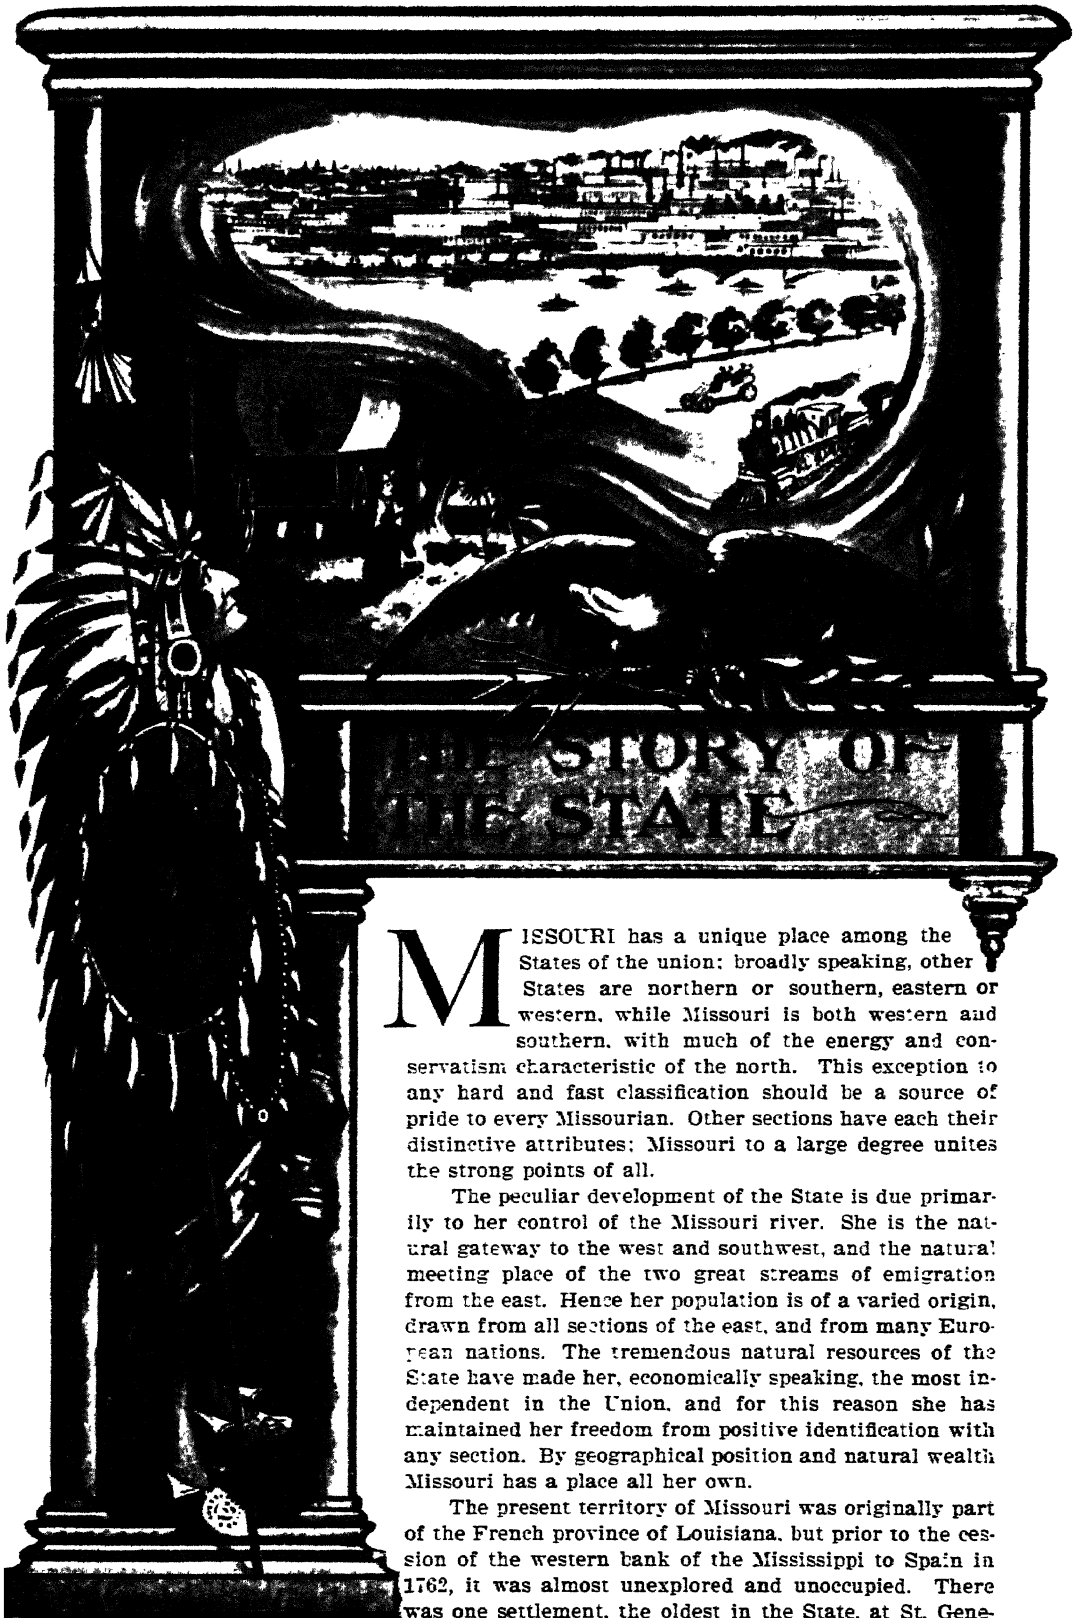 THE STORY OF
THE STATE
MISSOURI has a unique place among the
States of the union; broadly speaking, other
States are northern or southern, eastern or
western, while Missouri is both western and
southern, with much of the energy and con-
servatism characteristic of the north. This exception to
any hard and fast classification should be a source of
pride to every Missourian. Other sections have each their
distinctive attributes; Missouri to a large degree unites
the strong points of all.
The peculiar development of the State is due primar-
ily to her control of the Missouri river. She is the nat-
ural gateway to the west and southwest, and the natural
meeting place of the two great streams of emigration
from the east. Hence her population is of a varied origin,
drawn from all sections of the east, and from many Euro-
pean nations. The tremendous natural resources of the
State have made her, economically speaking, the most in-
dependent in the Union, and for this reason she has
maintained her freedom from positive identification with
any section. By geographical position and natural wealth
Missouri has a place all her own.
The present territory of Missouri was originally part
of the French province of Louisiana, but prior to the ces-
sion of the western bank of the Mississippi to Spain in
1762, it was almost unexplored and unoccupied. There
was one settlement, the oldest in the State, at St. Gene-